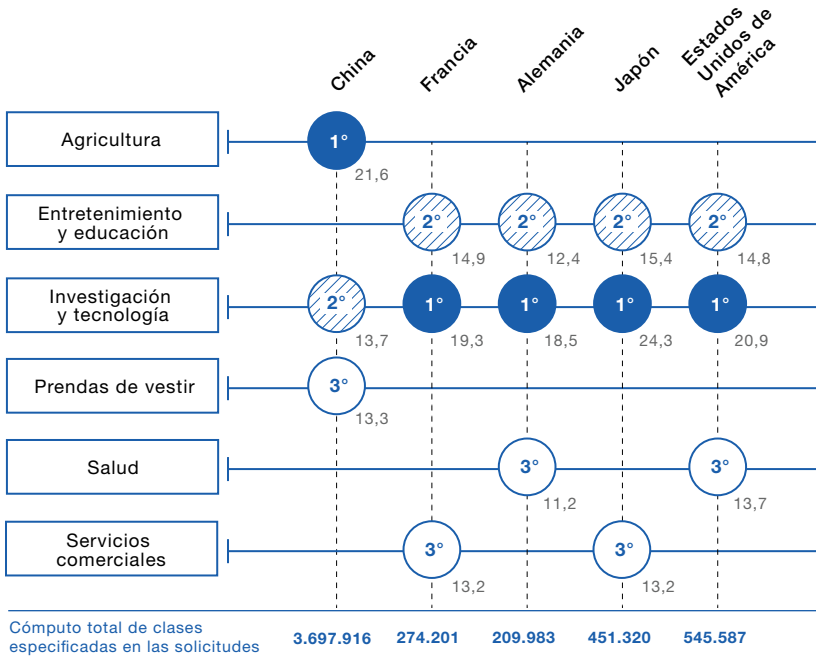 China
Francia
Alemania
Japón
Estados
Unidos de
América
Agricultura
1°
21,6
Entretenimiento
y educación
2°
14,9
2°
12,4
2°
15,4
2°
14,8
Investigación
y tecnología
2°
13,7
1°
19,3
1°
18,5
1°
24,3
1°
20,9
Prendas de vestir
3°
13,3
Salud
3°
11,2
3°
13,7
Servicios
comerciales
3°
13,2
3°
13,2
Cómputo total de clases
especificadas en las solicitudes
3.697.916
274.201
209.983
451.320
545.587